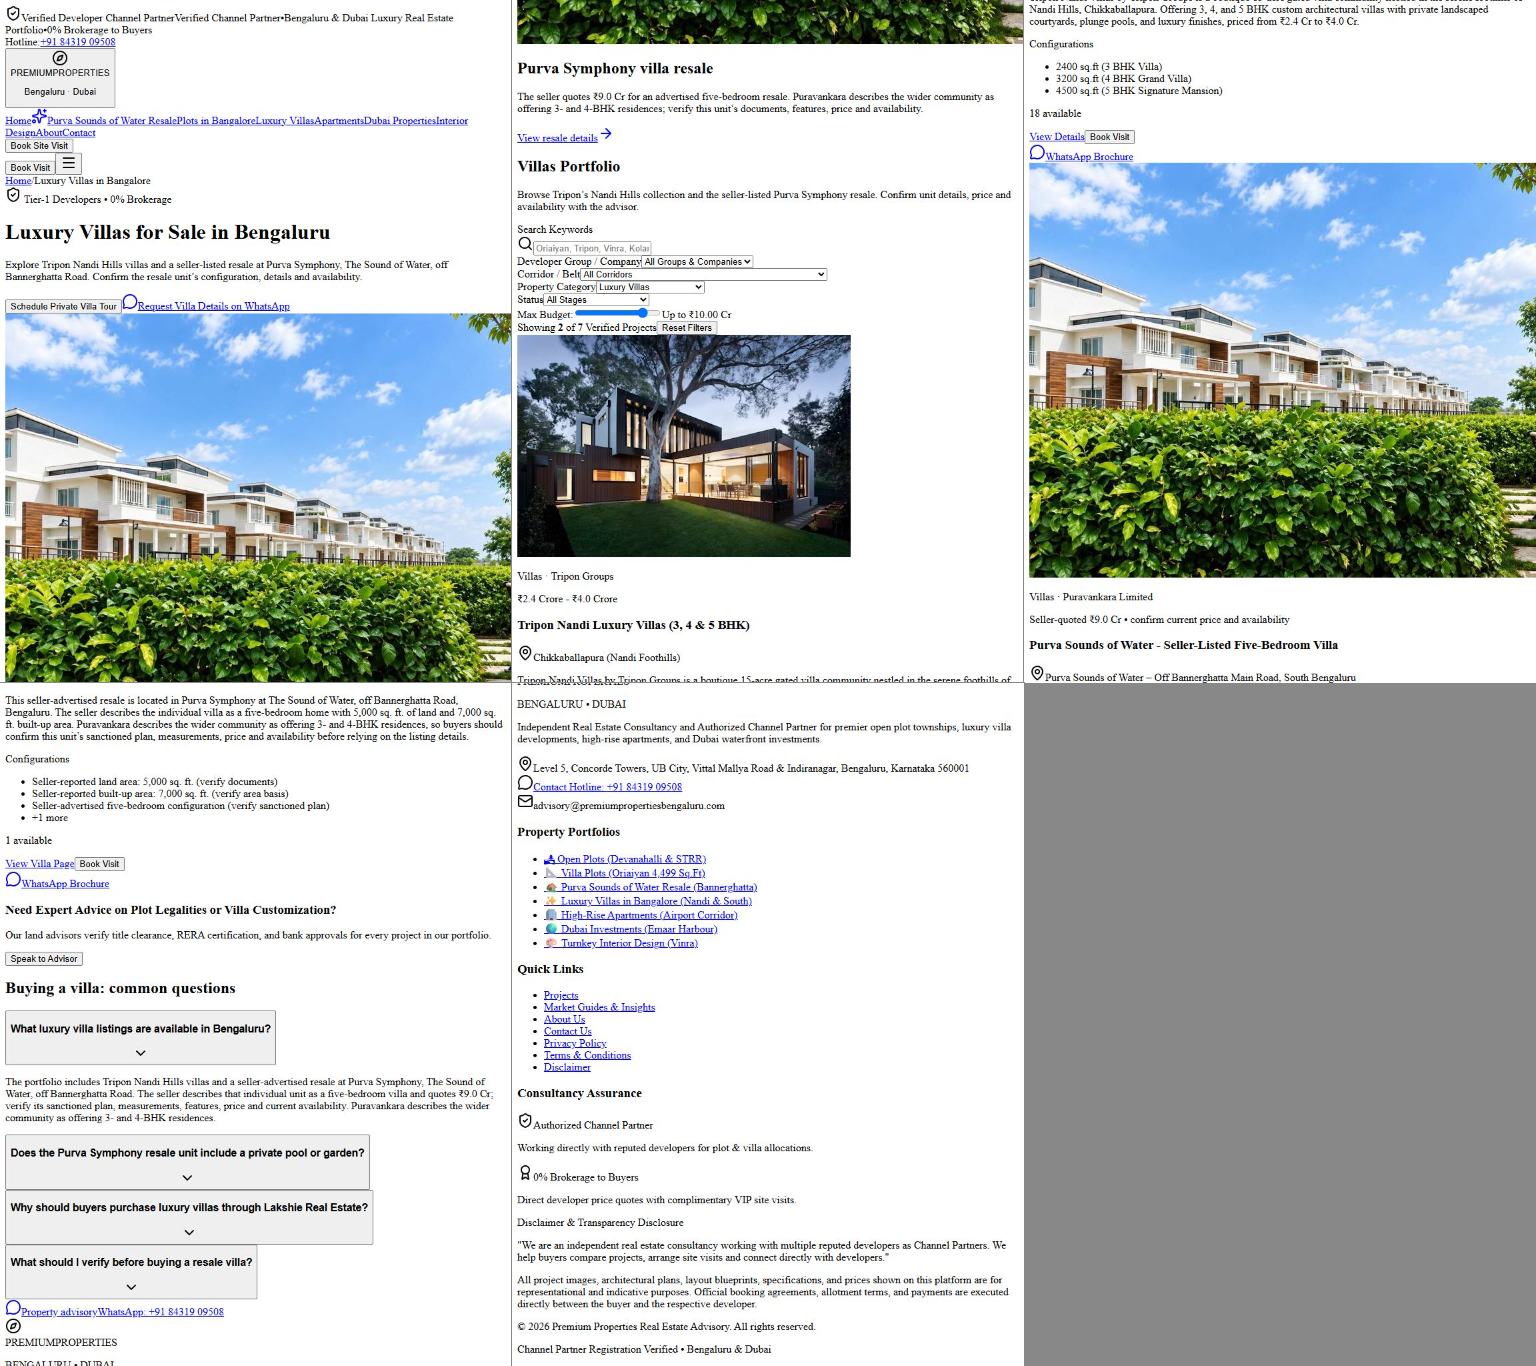 Verified Developer Channel PartnerVerified Channel Partner•Bengaluru & Dubai Luxury Real Estate
Portfolio•0% Brokerage to Buyers
Hotline:+91 84319 09508
PREMIUMPROPERTIES
Bengaluru · Dubai
HomePurva Sounds of Water ResalePlots in BangaloreLuxury VillasApartmentsDubai PropertiesInterior
DesignAboutContact
Book Site Visit
Book Visit
Home/Luxury Villas in Bangalore
Tier-1 Developers • 0% Brokerage
Luxury Villas for Sale in Bengaluru
Explore Tripon Nandi Hills villas and a seller-listed resale at Purva Symphony, The Sound of Water, off
Bannerghatta Road. Confirm the resale unit's configuration, details and availability.
Schedule Private Villa Tour Request Villa Details on WhatsApp
Purva Symphony villa resale
The seller quotes ₹9.0 Cr for an advertised five-bedroom resale. Puravankara describes the wider community as
offering 3- and 4-BHK residences; verify this unit's documents, features, price and availability.
View resale details
Villas Portfolio
Browse Tripon's Nandi Hills collection and the seller-listed Purva Symphony resale. Confirm unit details, price and
availability with the advisor.
Search Keywords
Oriaiyan, Tripon, Vinra, Kolar
Developer Group / Company All Groups & Companies
Corridor / Belt All Corridors
Property Category Luxury Villas
Status All Stages
Max Budget: Up to ₹10.00 Cr
Showing 2 of 7 Verified Projects Reset Filters
Villas · Tripon Groups
₹2.4 Crore - ₹4.0 Crore
Tripon Nandi Luxury Villas (3, 4 & 5 BHK)
Chikkaballapura (Nandi Foothills)
Tripon Nandi Villas by Tripon Groups is a boutique 15-acre gated villa community nestled in the serene foothills of
Nandi Hills, Chikkaballapura. Offering 3, 4, and 5 BHK custom architectural villas with private landscaped
courtyards, plunge pools, and luxury finishes, priced from ₹2.4 Cr to ₹4.0 Cr.
Configurations
2400 sq.ft (3 BHK Villa)
3200 sq.ft (4 BHK Grand Villa)
4500 sq.ft (5 BHK Signature Mansion)
18 available
View Details Book Visit
WhatsApp Brochure
Villas · Puravankara Limited
Seller-quoted ₹9.0 Cr • confirm current price and availability
Purva Sounds of Water - Seller-Listed Five-Bedroom Villa
Purva Sounds of Water – Off Bannerghatta Main Road, South Bengaluru
This seller-advertised resale is located in Purva Symphony at The Sound of Water, off Bannerghatta Road,
Bengaluru. The seller describes the individual villa as a five-bedroom home with 5,000 sq. ft. of land and 7,000 sq.
ft. built-up area. Puravankara describes the wider community as offering 3- and 4-BHK residences, so buyers should
confirm this unit's sanctioned plan, measurements, price and availability before relying on the listing details.
Configurations
Seller-reported land area: 5,000 sq. ft. (verify documents)
Seller-reported built-up area: 7,000 sq. ft. (verify area basis)
Seller-advertised five-bedroom configuration (verify sanctioned plan)
+1 more
1 available
View Villa Page Book Visit
WhatsApp Brochure
Need Expert Advice on Plot Legalities or Villa Customization?
Our land advisors verify title clearance, RERA certification, and bank approvals for every project in our portfolio.
Speak to Advisor
Buying a villa: common questions
What luxury villa listings are available in Bengaluru?
The portfolio includes Tripon Nandi Hills villas and a seller-advertised resale at Purva Symphony, The Sound of
Water, off Bannerghatta Road. The seller describes that individual unit as a five-bedroom villa and quotes ₹9.0 Cr;
verify its sanctioned plan, measurements, features, price and current availability. Puravankara describes the wider
community as offering 3- and 4-BHK residences.
Does the Purva Symphony resale unit include a private pool or garden?
Why should buyers purchase luxury villas through Lakshie Real Estate?
What should I verify before buying a resale villa?
Property advisoryWhatsApp: +91 84319 09508
PREMIUMPROPERTIES
BENGALURU • DUBAI
BENGALURU • DUBAI
Independent Real Estate Consultancy and Authorized Channel Partner for premier open plot townships, luxury villa
developments, high-rise apartments, and Dubai waterfront investments.
Level 5, Concorde Towers, UB City, Vittal Mallya Road & Indiranagar, Bengaluru, Karnataka 560001
Contact Hotline: +91 84319 09508
advisory@premiumpropertiesbengaluru.com
Property Portfolios
Open Plots (Devanahalli & STRR)
Villa Plots (Oriaiyan 4,499 Sq.Ft)
Purva Sounds of Water Resale (Bannerghatta)
Luxury Villas in Bangalore (Nandi & South)
High-Rise Apartments (Airport Corridor)
Dubai Investments (Emaar Harbour)
Turnkey Interior Design (Vinra)
Quick Links
Projects
Market Guides & Insights
About Us
Contact Us
Privacy Policy
Terms & Conditions
Disclaimer
Consultancy Assurance
Authorized Channel Partner
Working directly with reputed developers for plot & villa allocations.
0% Brokerage to Buyers
Direct developer price quotes with complimentary VIP site visits.
Disclaimer & Transparency Disclosure
"We are an independent real estate consultancy working with multiple reputed developers as Channel Partners. We
help buyers compare projects, arrange site visits and connect directly with developers."
All project images, architectural plans, layout blueprints, specifications, and prices shown on this platform are for
representational and indicative purposes. Official booking agreements, allotment terms, and payments are executed
directly between the buyer and the respective developer.
© 2026 Premium Properties Real Estate Advisory. All rights reserved.
Channel Partner Registration Verified • Bengaluru & Dubai